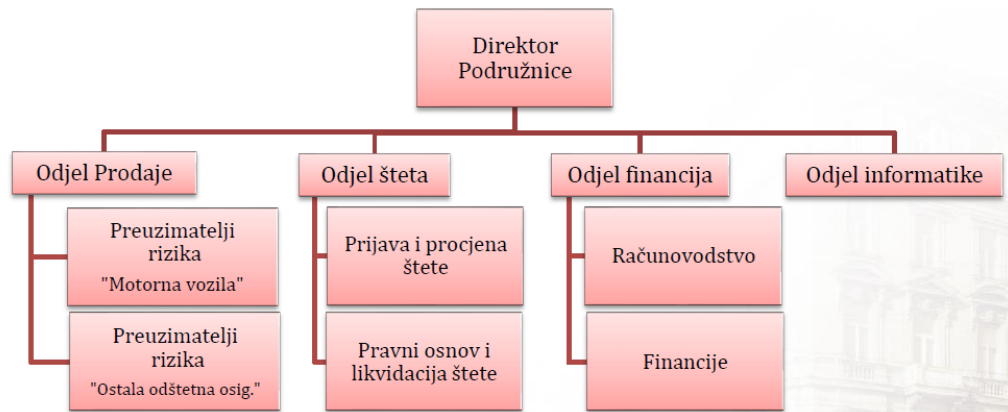 Direktor
Podružnice
Odjel Prodaje
Preuzimatelji
rizika
"Motorna vozila"
Preuzimatelji
rizika
"Ostala odštetna osig."
Odjel šteta
Prijava i procjena
štete
Pravni osnov i
likvidacija štete
Odjel financija
Računovodstvo
Financije
Odjel informatike